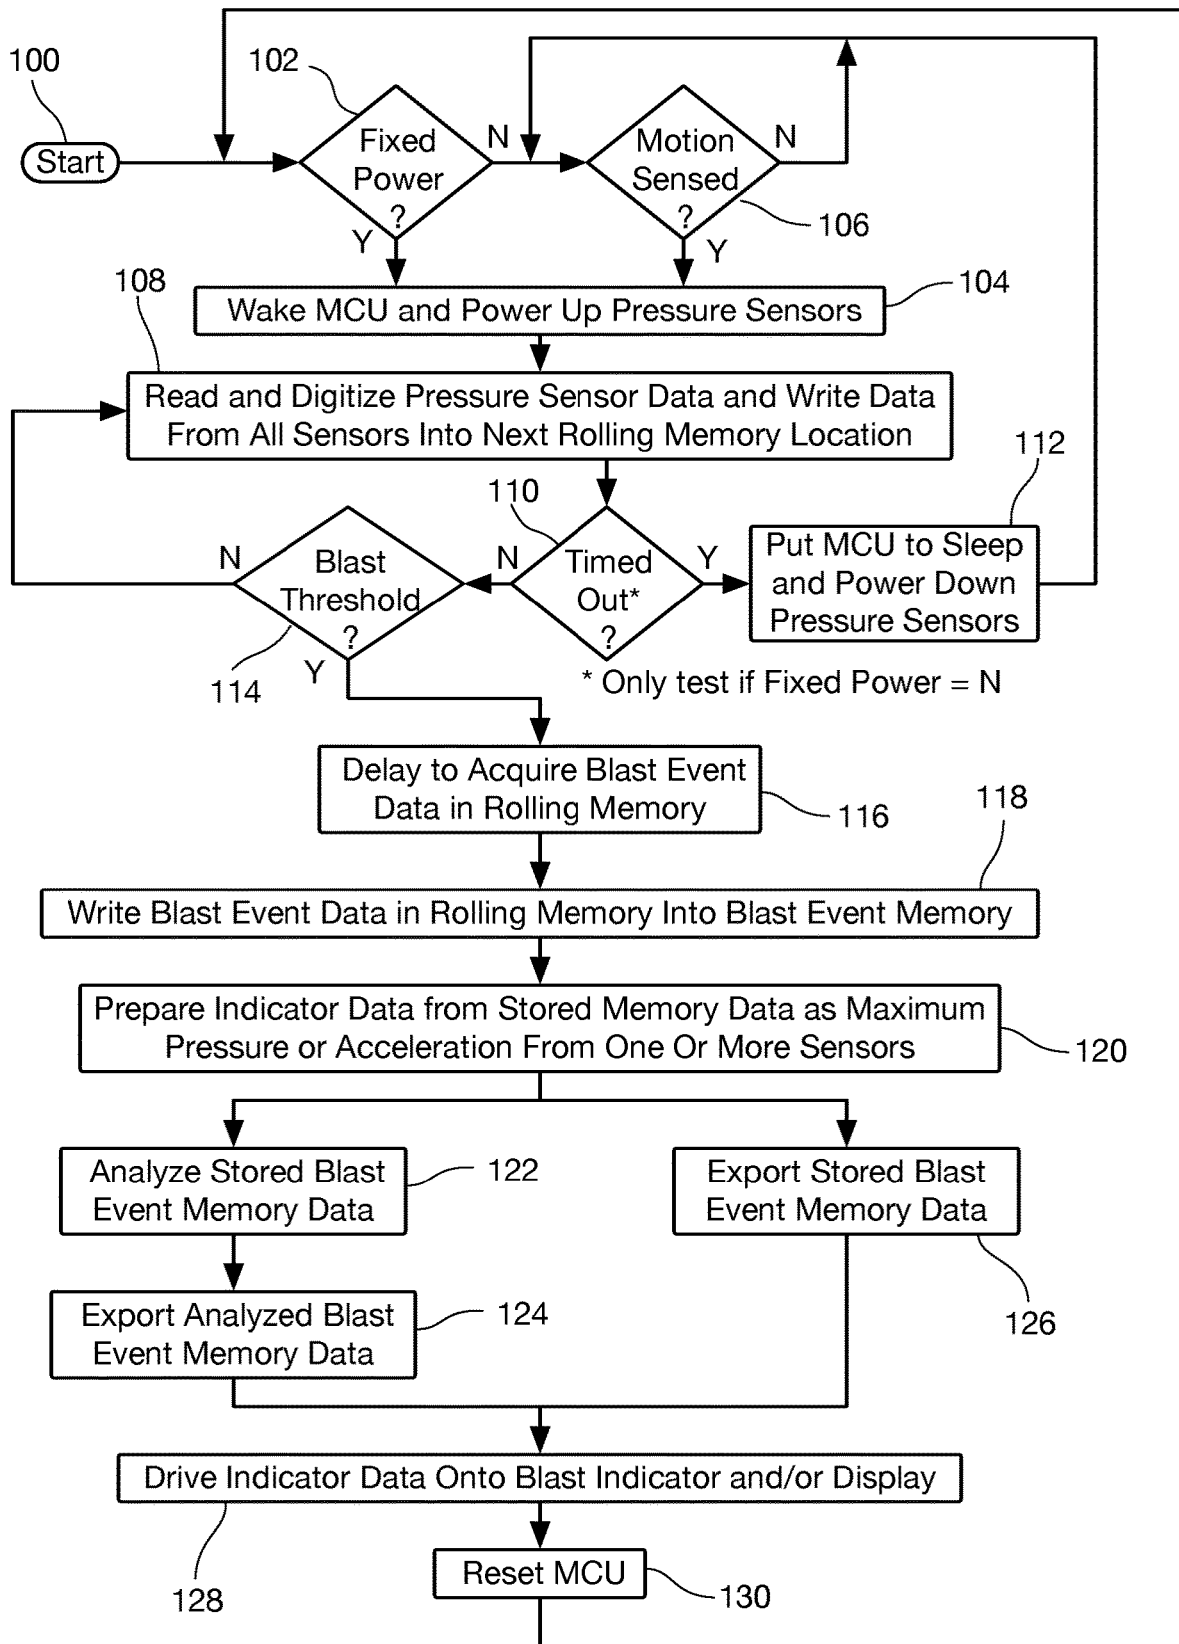 100
102
Start
Fixed
Power
?
N
Y
Motion
Sensed
?
N
Y
106
108
Wake MCU and Power Up Pressure Sensors
104
Read and Digitize Pressure Sensor Data and Write Data
From All Sensors Into Next Rolling Memory Location
112
110
N
Blast
Threshold
?
Y
114
N
Timed
Out*
?
Y
Put MCU to Sleep
and Power Down
Pressure Sensors
* Only test if Fixed Power = N
Delay to Acquire Blast Event
Data in Rolling Memory
116
118
Write Blast Event Data in Rolling Memory Into Blast Event Memory
Prepare Indicator Data from Stored Memory Data as Maximum
Pressure or Acceleration From One Or More Sensors
120
Analyze Stored Blast
Event Memory Data
122
Export Stored Blast
Event Memory Data
126
Export Analyzed Blast
Event Memory Data
124
Drive Indicator Data Onto Blast Indicator and/or Display
128
Reset MCU
130